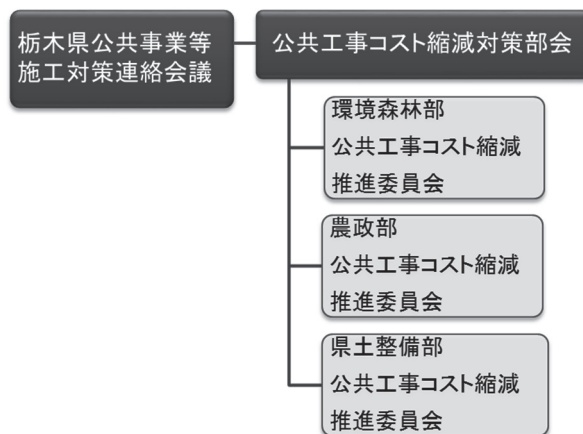 栃木県公共事業等
施工対策連絡会議
公共工事コスト縮減対策部会
環境森林部
公共工事コスト縮減
推進委員会
農政部
公共工事コスト縮減
推進委員会
県土整備部
公共工事コスト縮減
推進委員会